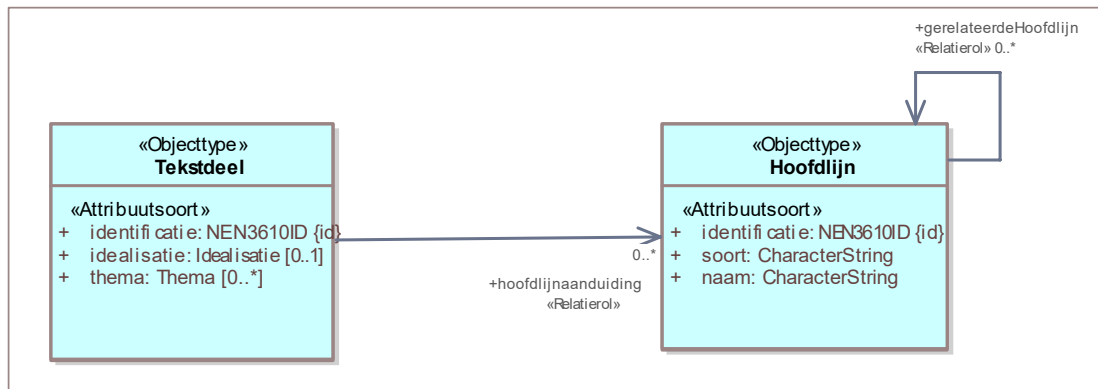 +gerelateerdeHoofdlijn
«Relatierol» 0..*
«Objecttype»
Tekstdeel
«Attribuutsoort»
+ identificatie: NEN3610ID {id}
+ idealisatie: Idealisatie [0..1]
+ thema: Thema [0..*]
«Objecttype»
Hoofdlijn
«Attribuutsoort»
+ identificatie: NEN3610ID {id}
+ soort: CharacterString
+ naam: CharacterString
0..*
+hoofdlijnaanduiding
«Relatierol»